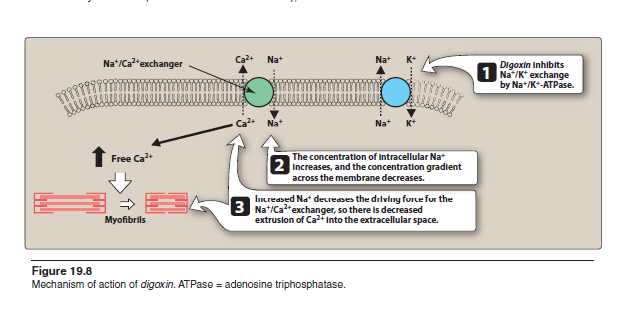 Ca²⁺ Na⁺
Na⁺ K⁺
Na⁺/Ca²⁺exchanger
1 Digoxin inhibits
Na⁺/K⁺ exchange
by Na⁺/K⁺-ATPase.
Ca²⁺ Na⁺
Na⁺ K⁺
Free Ca²⁺
2 The concentration of intracellular Na⁺
increases, and the concentration gradient
across the membrane decreases.
3 Increased Na⁺ decreases the driving force for the
Na⁺/Ca²⁺exchanger, so there is decreased
extrusion of Ca²⁺ into the extracellular space.
Myofibrils
Figure 19.8
Mechanism of action of digoxin. ATPase = adenosine triphosphatase.